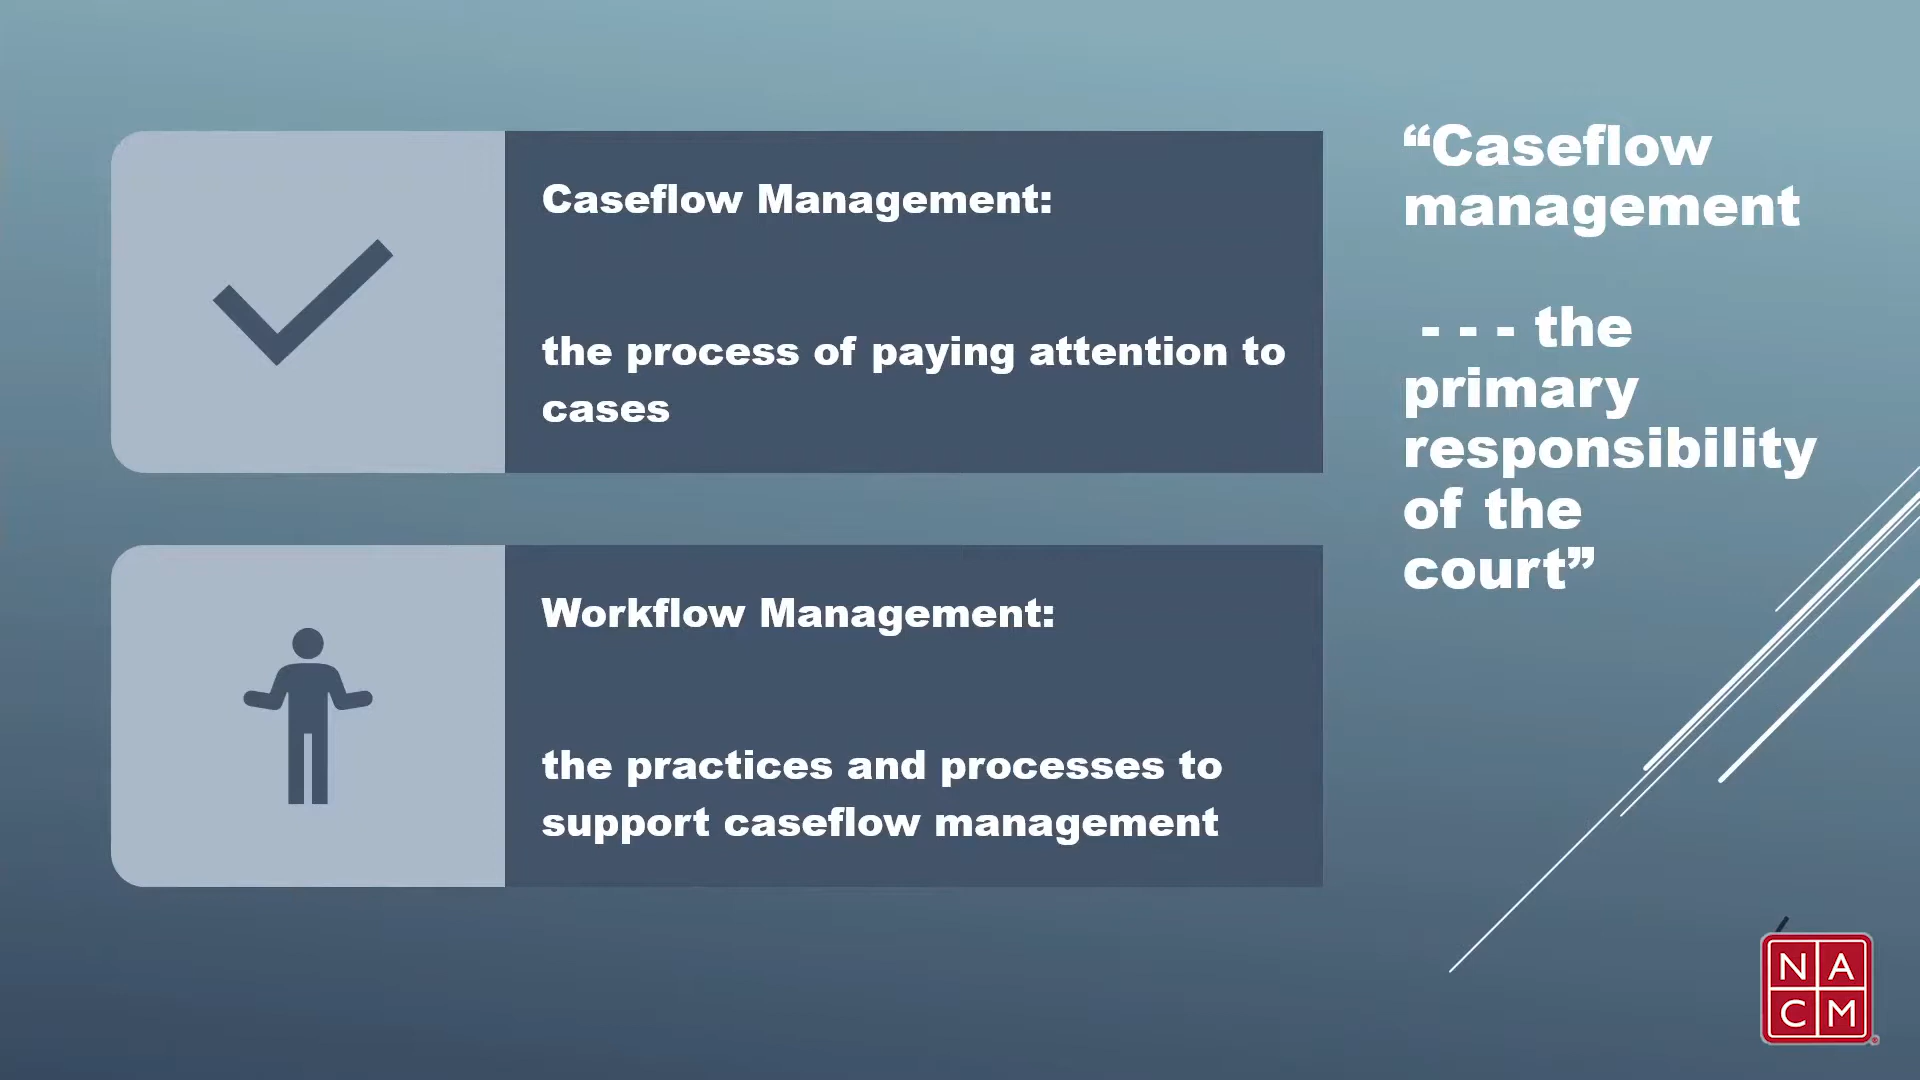 Caseflow Management:
the process of paying attention to
cases
Workflow Management:
the practices and processes to
support caseflow management
“Caseflow
management
- - - the
primary
responsibility
of the
court”
N A
C M